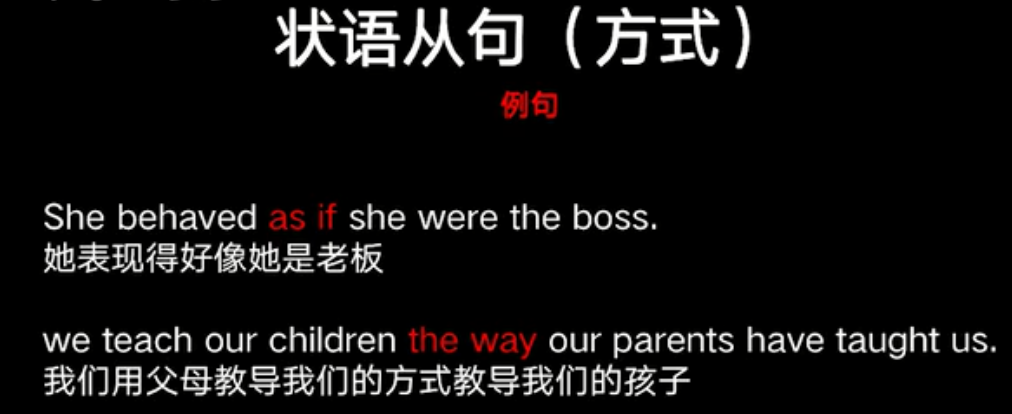 状语从句（方式）
例句
She behaved as if she were the boss.
她表现得好像她是老板
we teach our children the way our parents have taught us.
我们用父母教导我们的方式教导我们的孩子